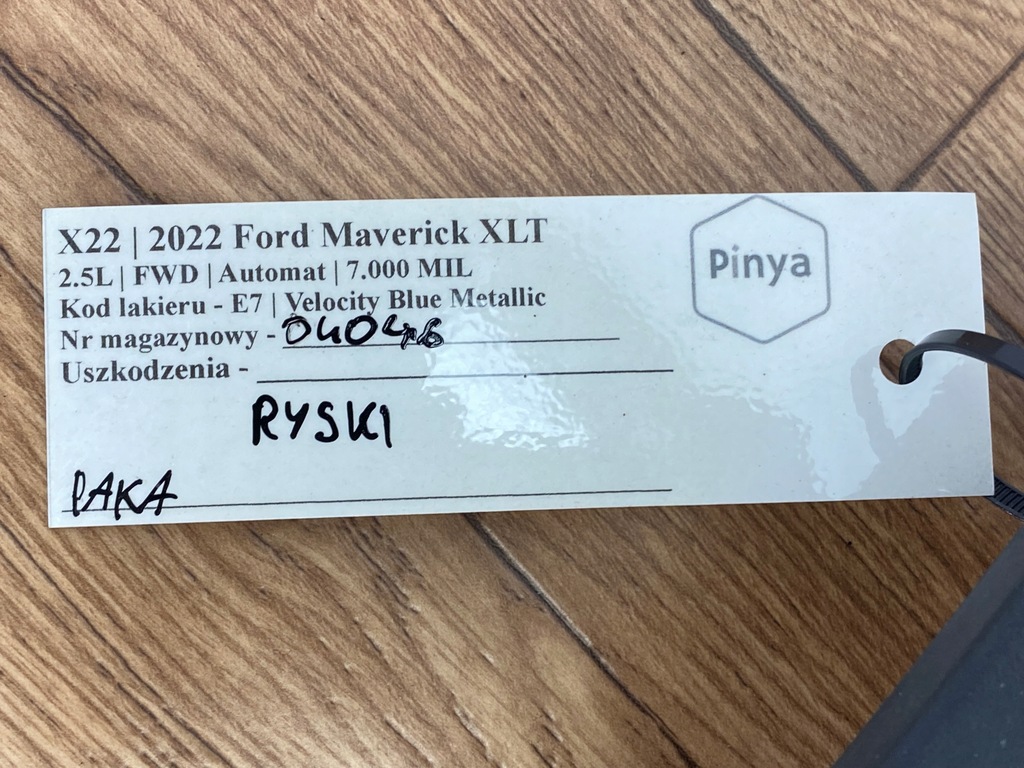 X22 | 2022 Ford Maverick XLT
2.5L | FWD | Automat | 7.000 MIL
Kod lakieru - E7 | Velocity Blue Metallic
Nr magazynowy - 04046
Uszkodzenia -
RYSKI
PAKA
Pinya